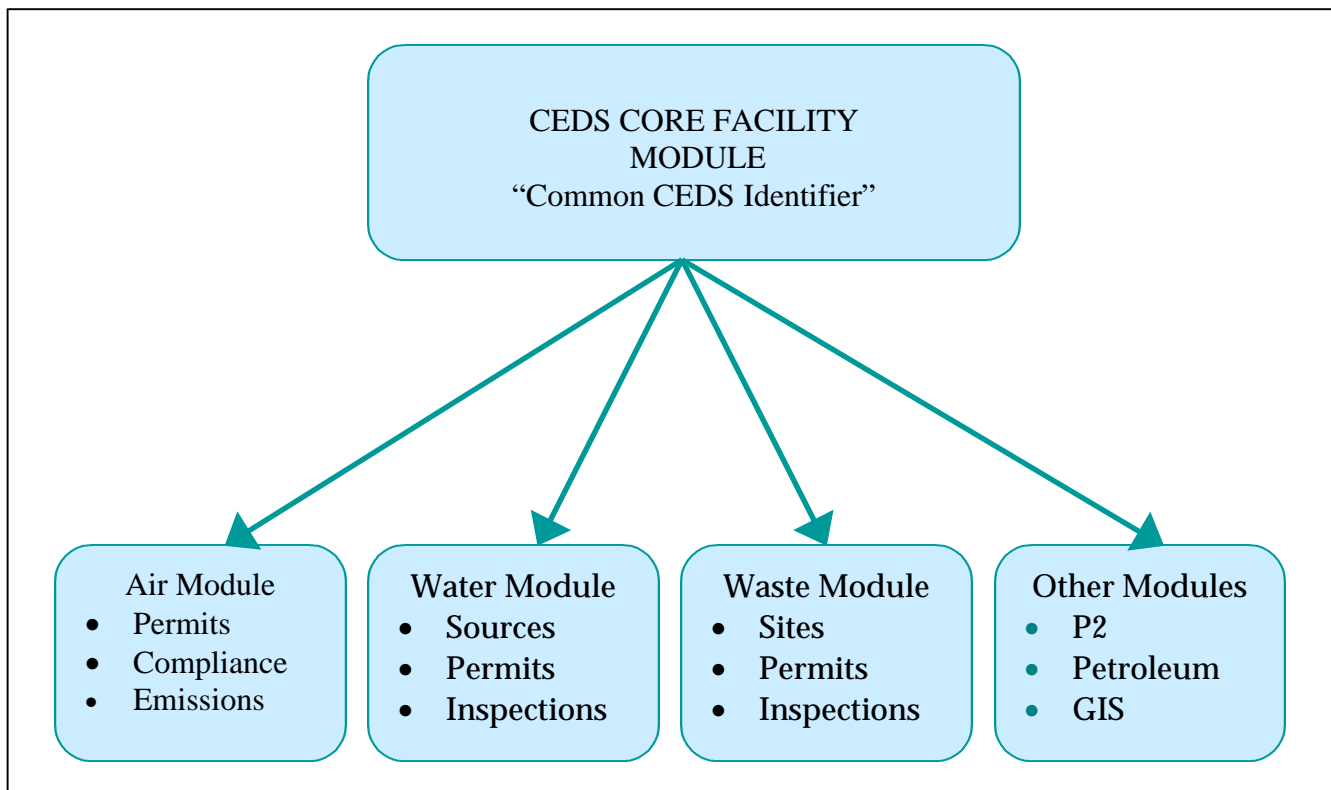 CEDS CORE FACILITY
MODULE
“Common CEDS Identifier”
Air Module
• Permits
• Compliance
• Emissions
Water Module
• Sources
• Permits
• Inspections
Waste Module
• Sites
• Permits
• Inspections
Other Modules
• P2
• Petroleum
• GIS